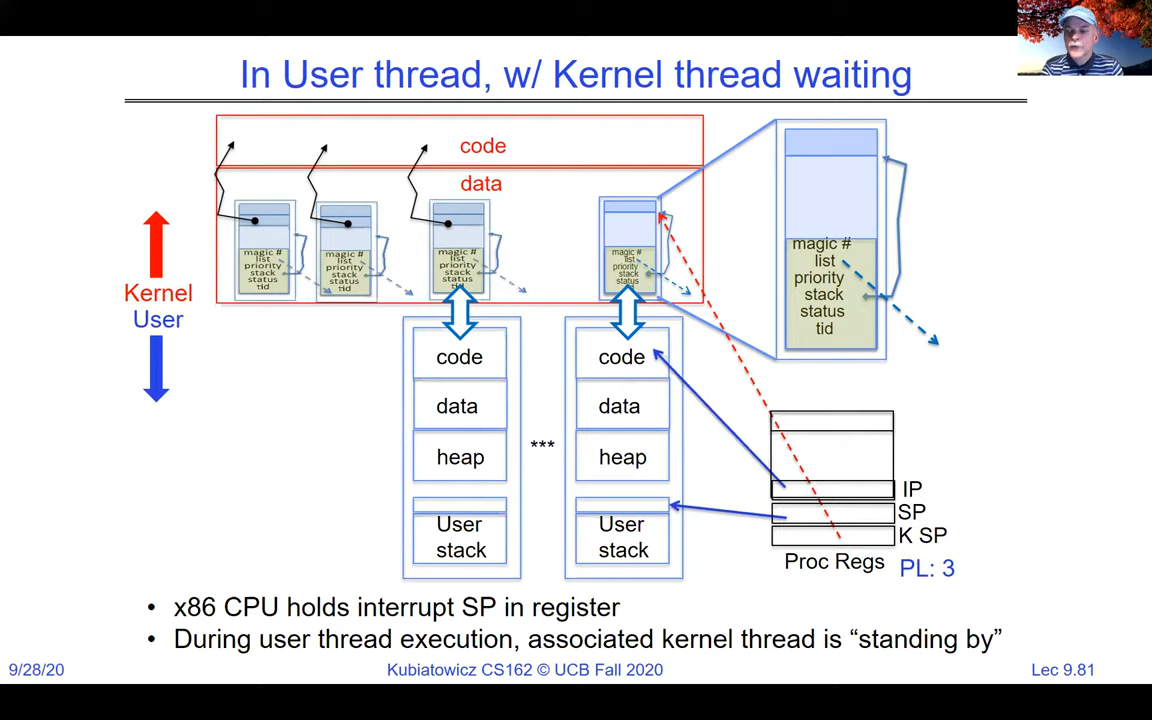 In User thread, w/ Kernel thread waiting
code
data
magic #
list
priority
stack
status
tid
magic #
list
priority
stack
status
tid
magic #
list
priority
stack
status
tid
magic #
list
priority
stack
status
tid
magic #
list
priority
stack
status
tid
Kernel
User
code
data
heap
User
stack
***
code
data
heap
User
stack
IP
SP
K SP
Proc Regs
PL: 3
• x86 CPU holds interrupt SP in register
• During user thread execution, associated kernel thread is “standing by”
9/28/20
Kubiatowicz CS162 © UCB Fall 2020
Lec 9.81